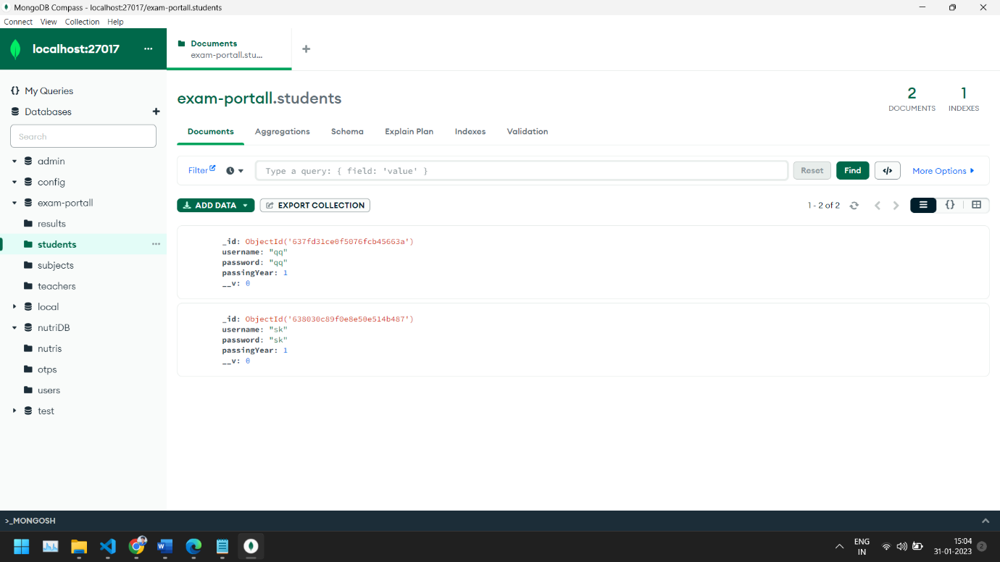 MongoDB Compass - localhost:27017/exam-portall.students
Connect View Collection Help
localhost:27017
Documents
exam-portall.stu...
My Queries
Databases
Search
admin
config
exam-portall
results
students
subjects
teachers
local
nutriDB
nutris
otps
users
test
exam-portall.students
2
DOCUMENTS
1
INDEXES
Documents Aggregations Schema Explain Plan Indexes Validation
Filter
Type a query: { field: 'value' }
Reset
Find
</>
More Options
ADD DATA
EXPORT COLLECTION
1 - 2 of 2
{}
_id: ObjectId('637fd31ce0f5076fcb45663a')
username: "qq"
password: "qq"
passingYear: 1
__v: 0
_id: ObjectId('638030c89f0e8e50e514b487')
username: "sk"
password: "sk"
passingYear: 1
__v: 0
>_MONGOSH
ENG
IN
15:04
31-01-2023
2